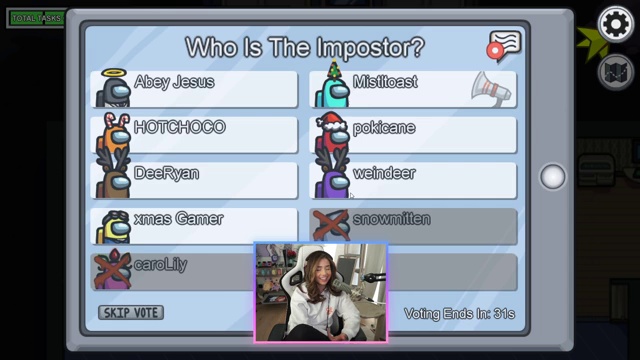 TOTAL TASKS
Who Is The Impostor?
Abey Jesus
Mistitoast
HOTCHOCO
pokicane
DeeRyan
weindeer
xmas Gamer
snowmitten
caroLily
SKIP VOTE
Voting Ends In: 31s